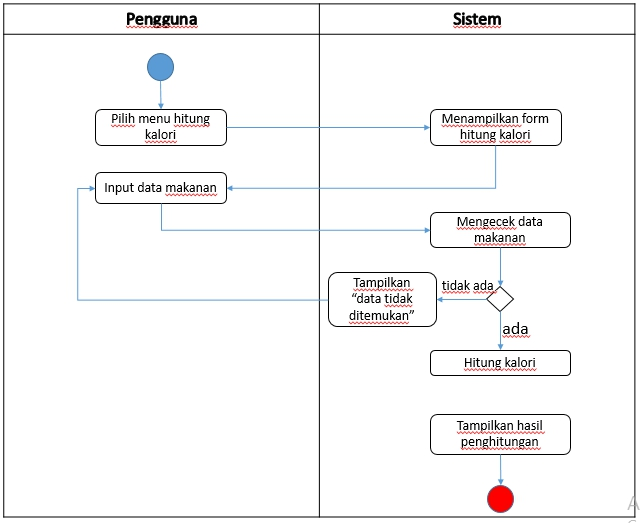 Pengguna
Sistem
Pilih menu hitung
kalori
Menampilkan form
hitung kalori
Input data makanan
Mengecek data
makanan
Tampilkan
“data tidak
ditemukan”
tidak ada
ada
Hitung kalori
Tampilkan hasil
penghitungan
A